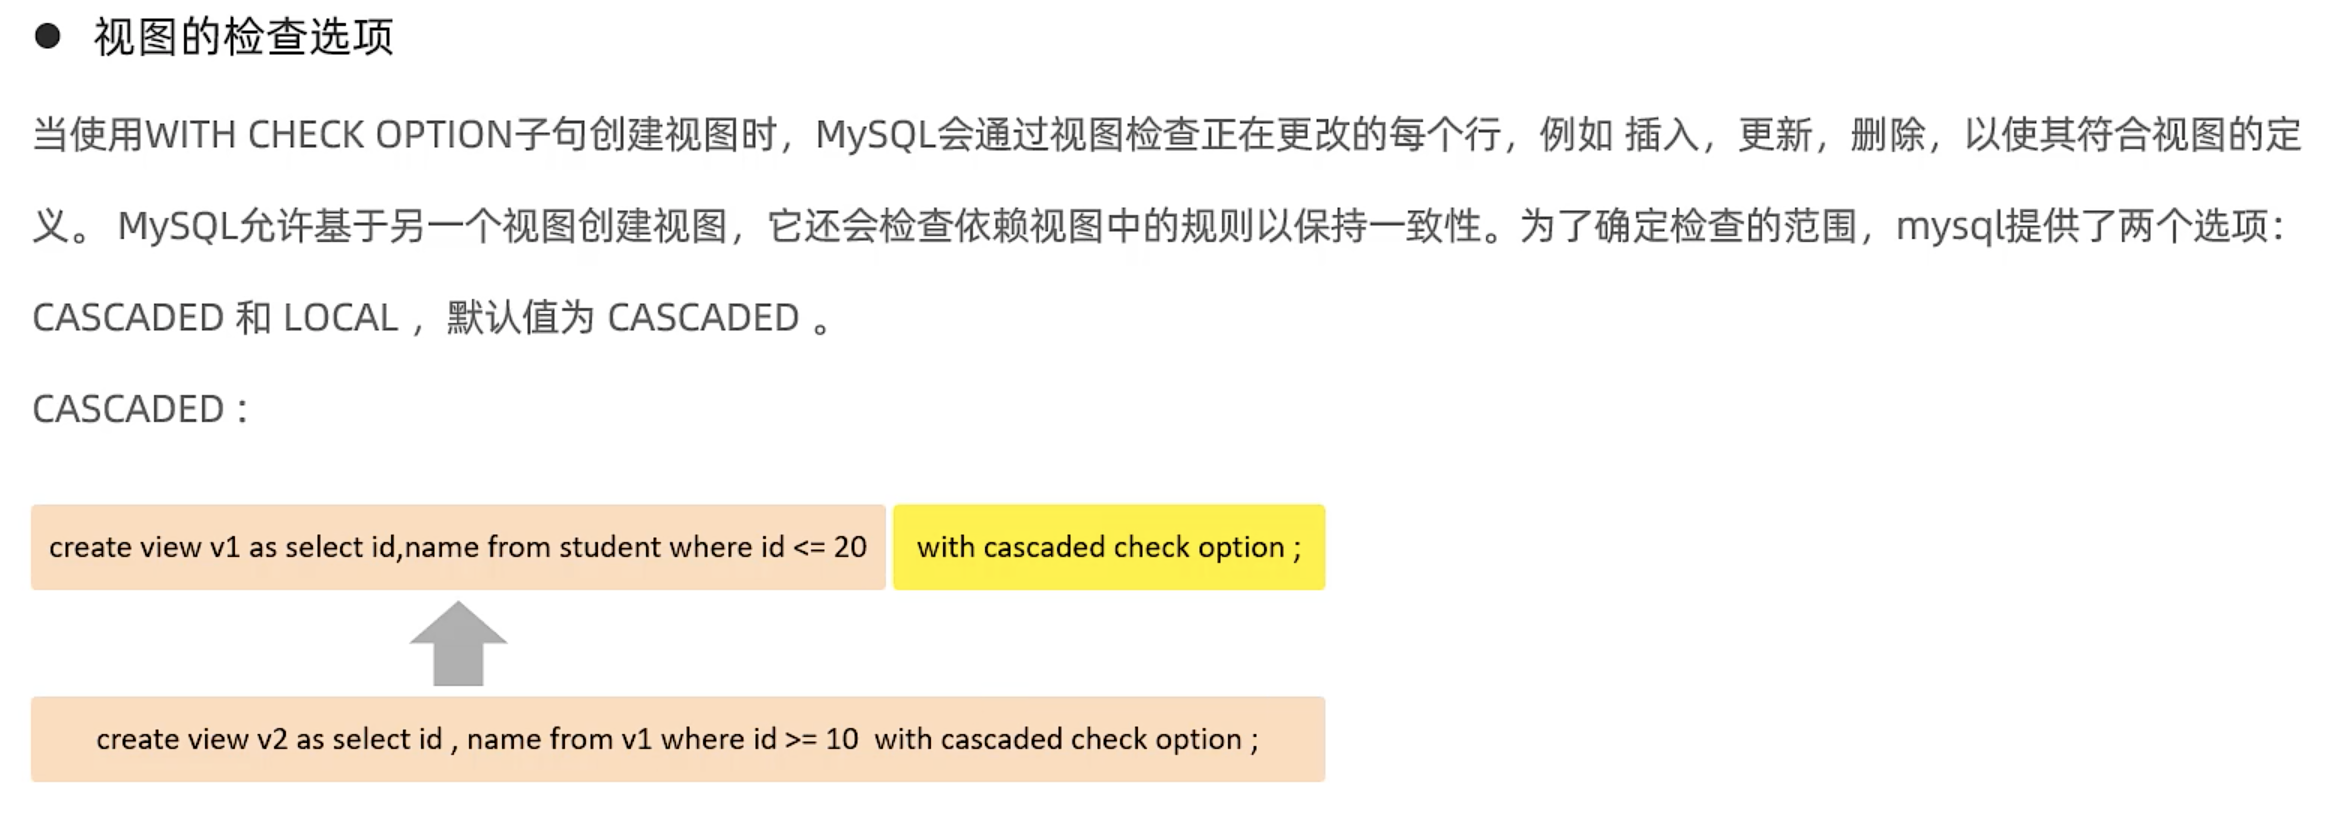 ● 视图的检查选项
当使用WITH CHECK OPTION子句创建视图时，MySQL会通过视图检查正在更改的每个行，例如 插入，更新，删除，以使其符合视图的定
义。 MySQL允许基于另一个视图创建视图，它还会检查依赖视图中的规则以保持一致性。为了确定检查的范围，mysql提供了两个选项：
CASCADED 和 LOCAL ，默认值为 CASCADED 。
CASCADED：
create view v1 as select id,name from student where id <= 20 with cascaded check option ;
create view v2 as select id , name from v1 where id >= 10  with cascaded check option ;